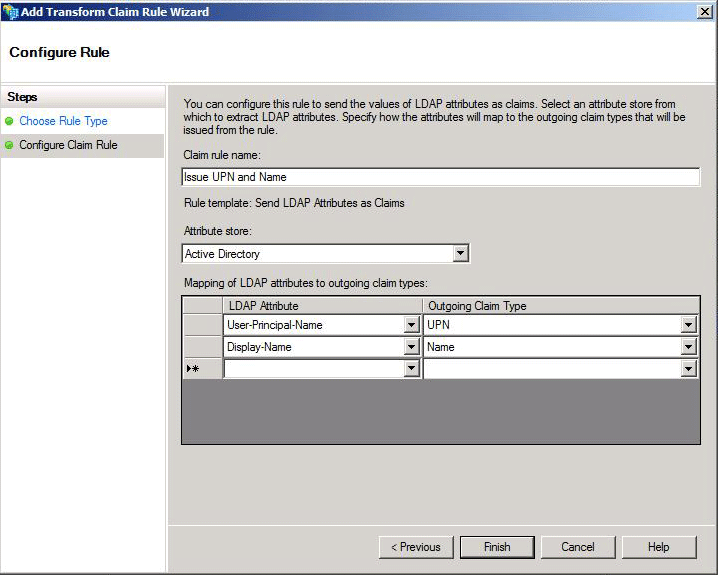 Add Transform Claim Rule Wizard
Configure Rule
Steps
Choose Rule Type
Configure Claim Rule
You can configure this rule to send the values of LDAP attributes as claims. Select an attribute store from
which to extract LDAP attributes. Specify how the attributes will map to the outgoing claim types that will be
issued from the rule.
Claim rule name:
Issue UPN and Name
Rule template: Send LDAP Attributes as Claims
Attribute store:
Active Directory
Mapping of LDAP attributes to outgoing claim types:
LDAP Attribute Outgoing Claim Type
User-Principal-Name UPN
Display-Name Name
< Previous Finish Cancel Help